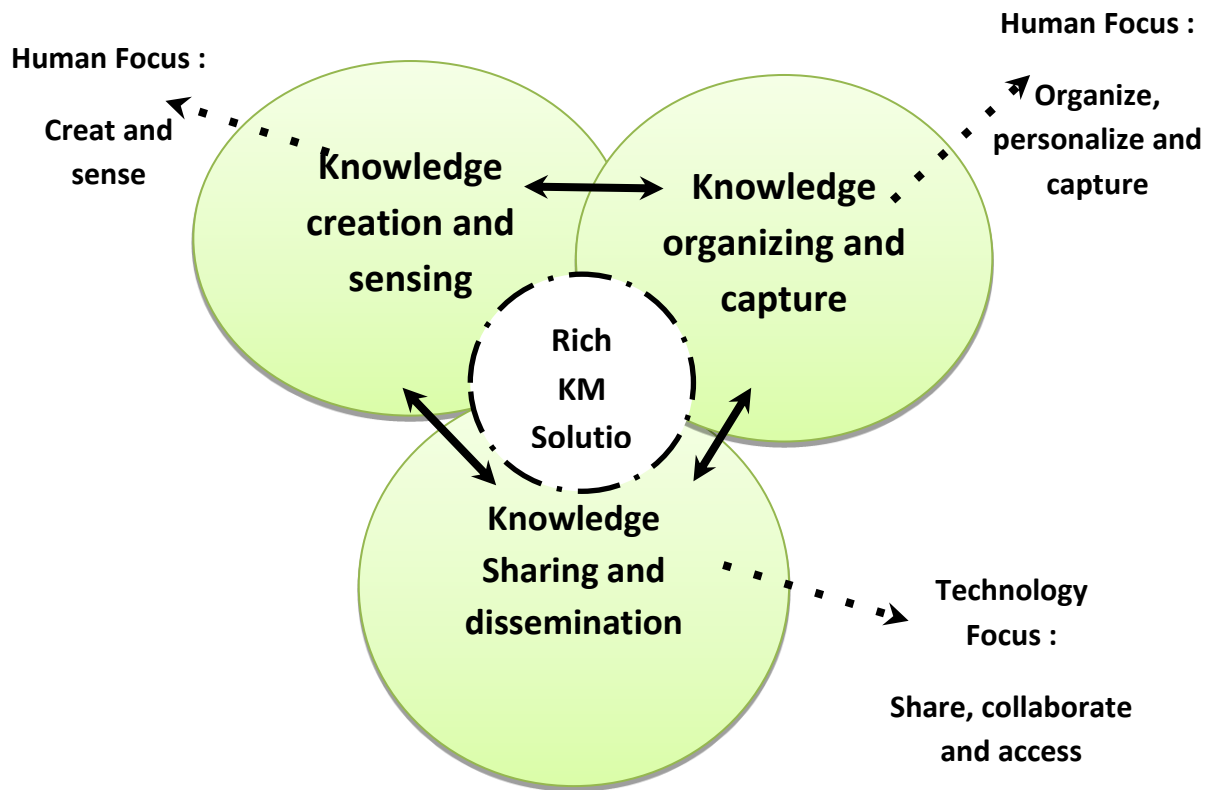 Human Focus :
Creat and
sense
Human Focus :
Organize,
personalize and
capture
Knowledge
creation and
sensing
Knowledge
organizing and
capture
Rich
KM
Solutio
Knowledge
Sharing and
dissemination
Technology
Focus :
Share, collaborate
and access